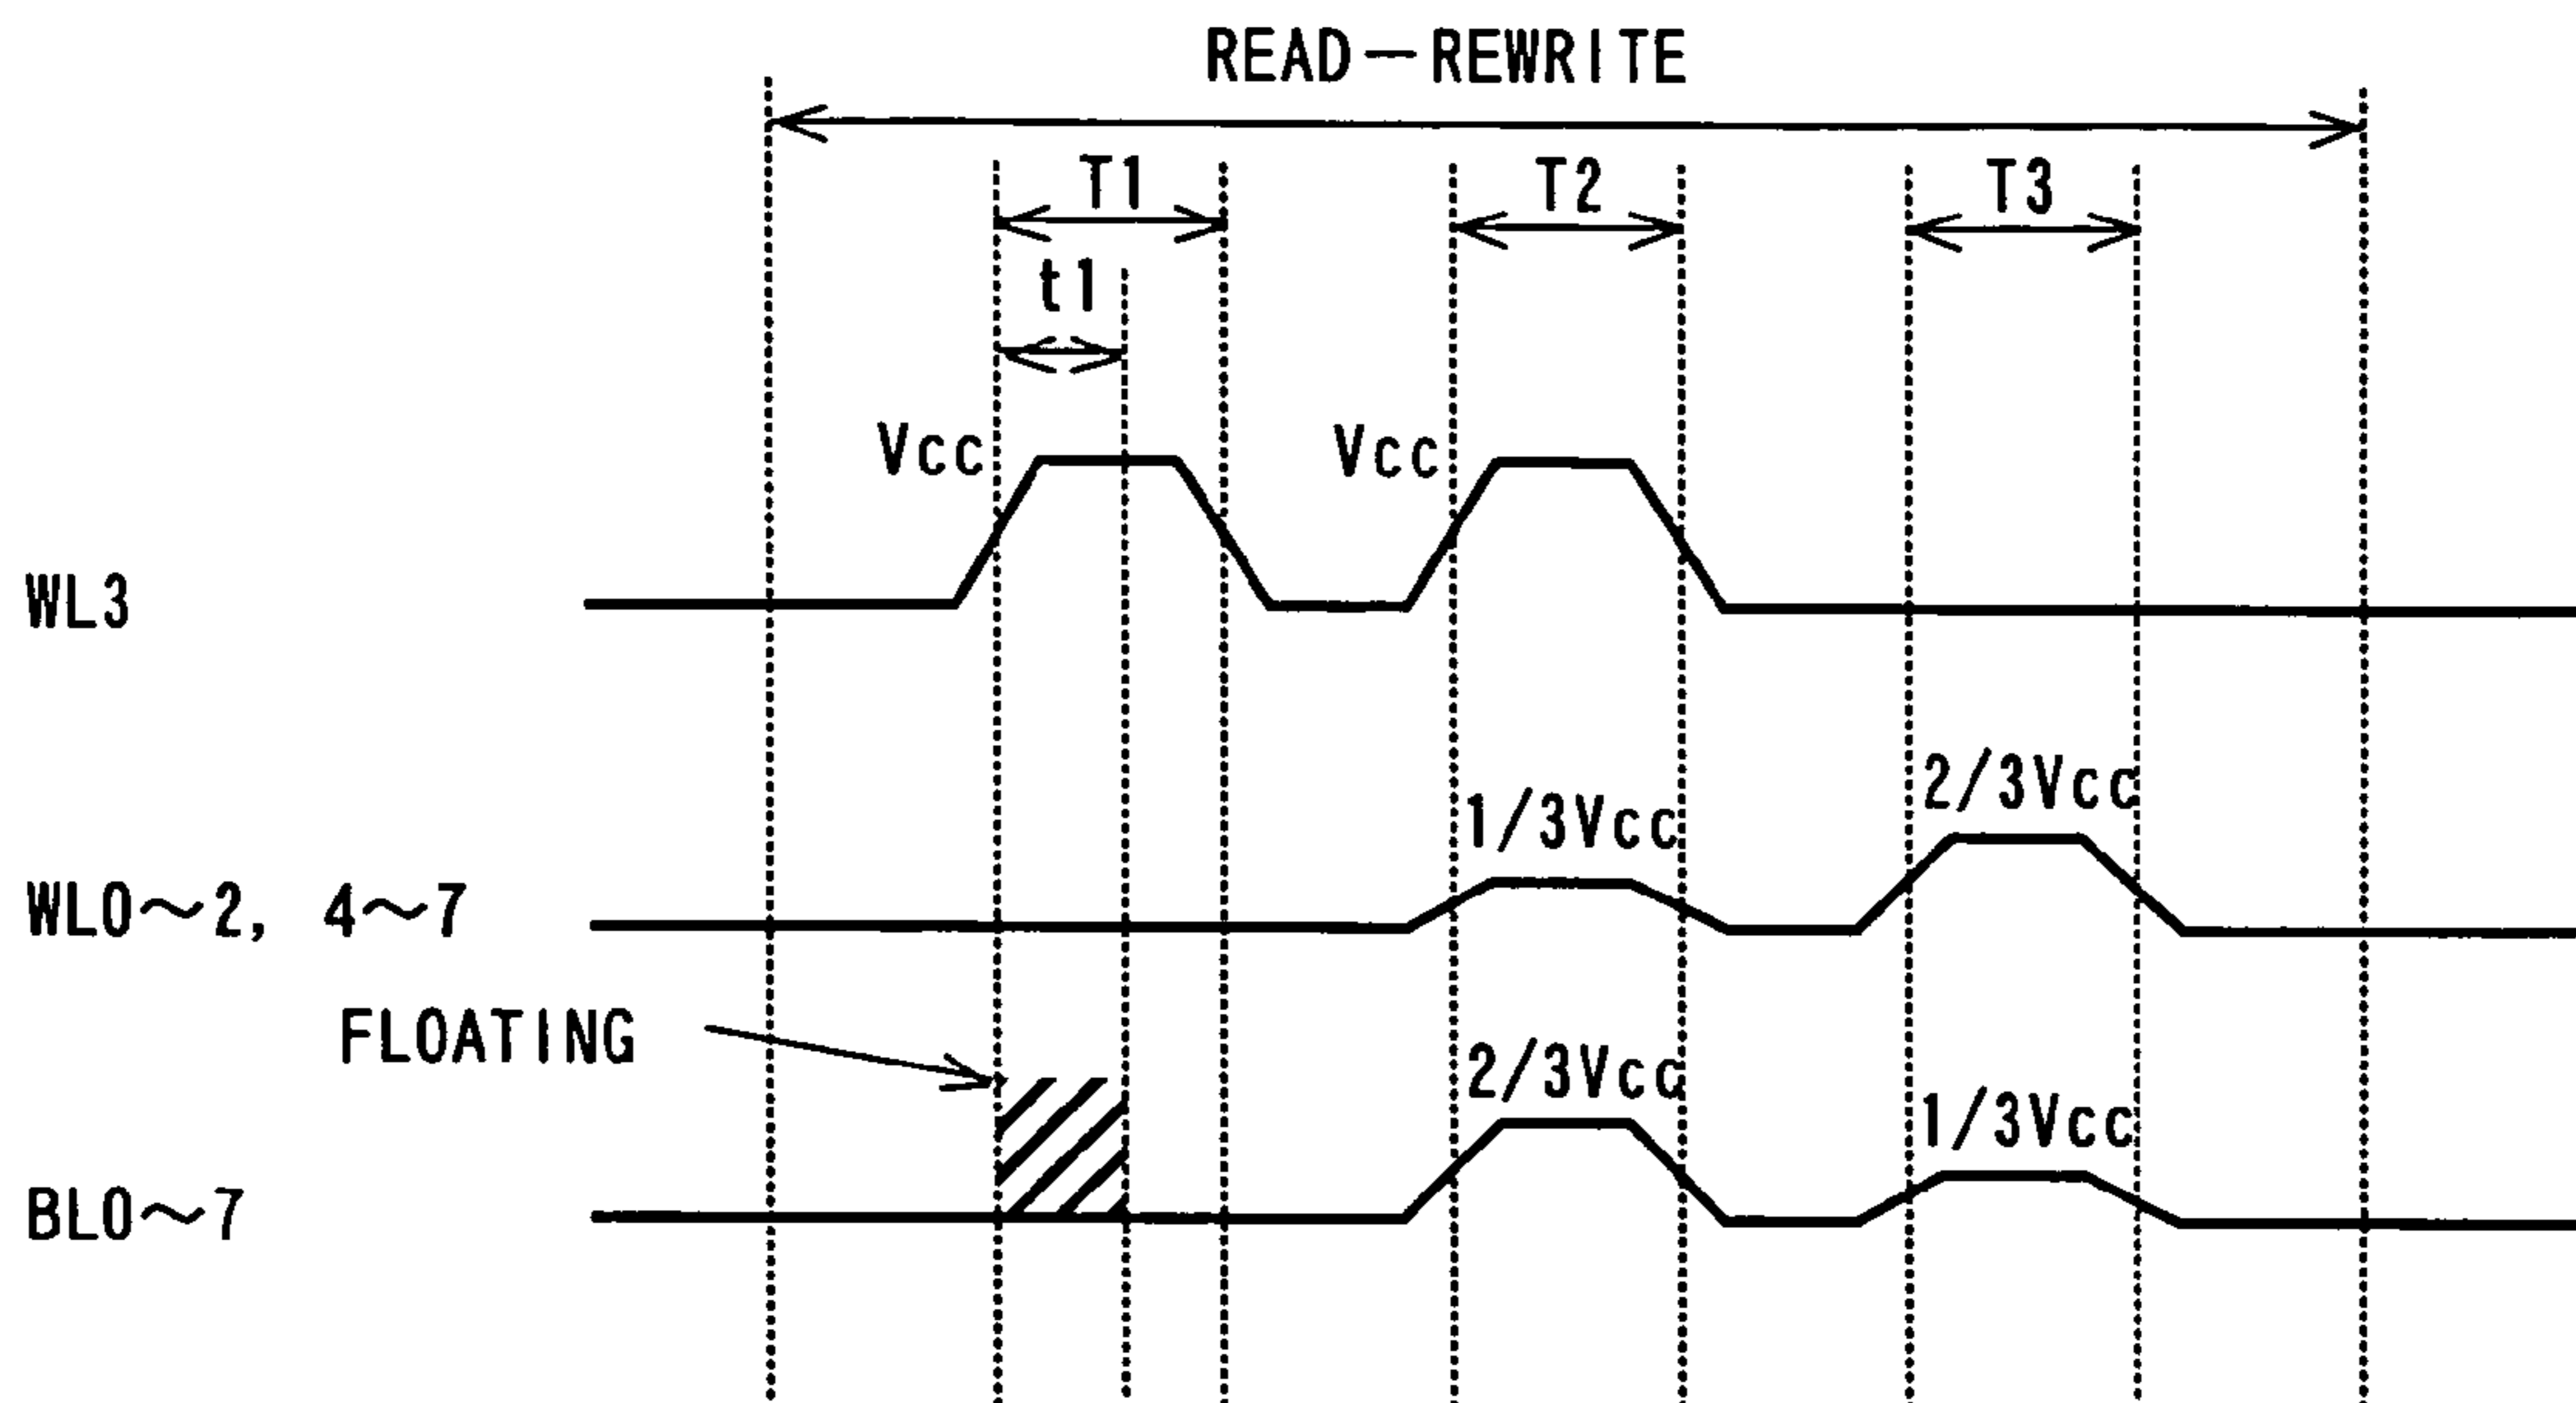 READ—REWRITE
T1 T2 T3
t1
Vcc Vcc
WL3
2/3Vcc
1/3Vcc
WL0～2, 4～7
FLOATING
2/3Vcc
1/3Vcc
BL0～7